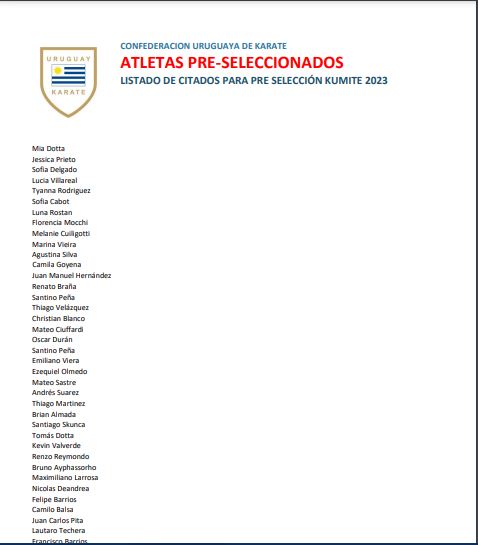 URUGUAY
KARATE
CONFEDERACION URUGUAYA DE KARATE
ATLETAS PRE-SELECCIONADOS
LISTADO DE CITADOS PARA PRE SELECCIÓN KUMITE 2023
Mia Dotta
Jessica Prieto
Sofia Delgado
Lucia Villareal
Tyanna Rodriguez
Sofia Cabot
Luna Rostan
Florencia Mocchi
Melanie Cuiligotti
Marina Vieira
Agustina Silva
Camila Goyena
Juan Manuel Hernández
Renato Braña
Santino Peña
Thiago Velázquez
Christian Blanco
Mateo Ciuffardi
Oscar Durán
Santino Peña
Emiliano Viera
Ezequiel Olmedo
Mateo Sastre
Andrés Suarez
Thiago Martinez
Brian Almada
Santiago Skunca
Tomás Dotta
Kevin Valverde
Renzo Reymondo
Bruno Ayphassorho
Maximiliano Larrosa
Nicolas Deandrea
Felipe Barrios
Camilo Balsa
Juan Carlos Pita
Lautaro Techera
Francisco Barrios